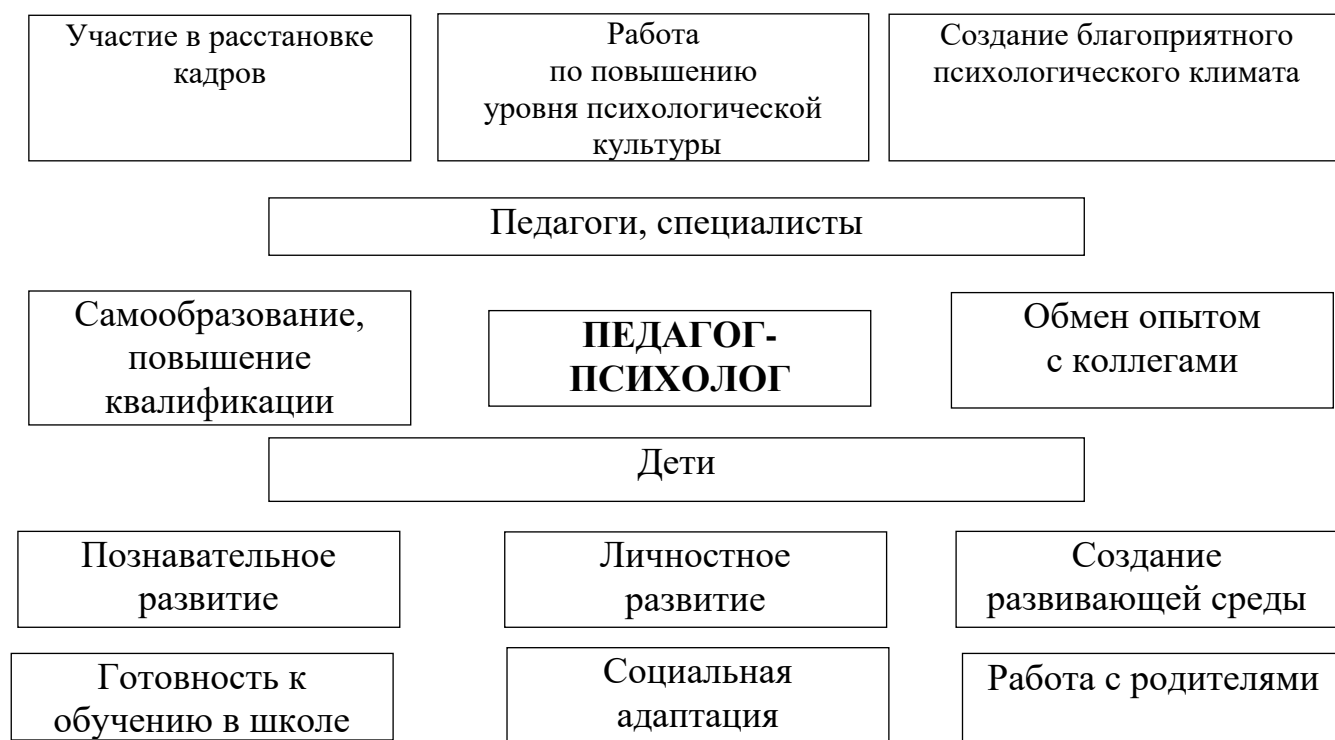 Участие в расстановке
кадров
Работа
по повышению
уровня психологической
культуры
Создание благоприятного
психологического климата
Педагоги, специалисты
Самообразование,
повышение
квалификации
ПЕДАГОГ-
ПСИХОЛОГ
Обмен опытом
с коллегами
Дети
Познавательное
развитие
Личностное
развитие
Создание
развивающей среды
Готовность к
обучению в школе
Социальная
адаптация
Работа с родителями